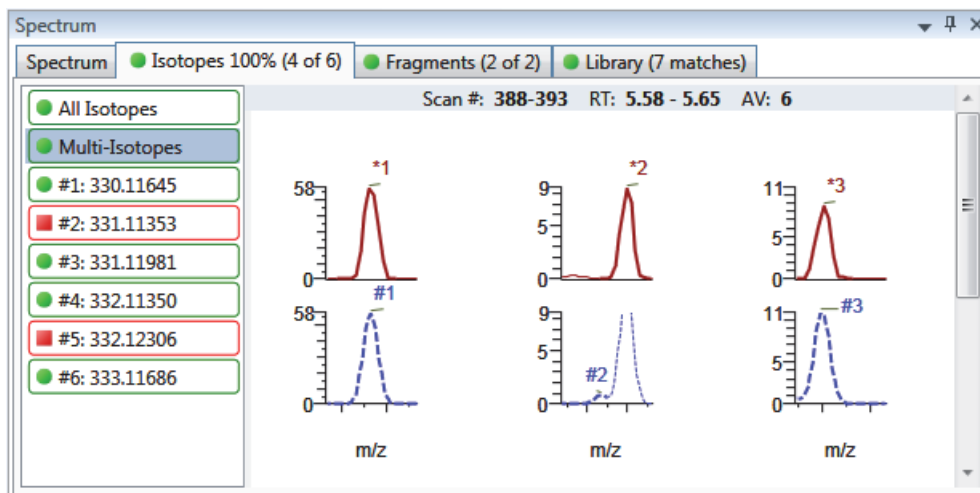 Spectrum
Spectrum Isotopes 100% (4 of 6) Fragments (2 of 2) Library (7 matches)
All Isotopes
Multi-Isotopes
#1: 330.11645
#2: 331.11353
#3: 331.11981
#4: 332.11350
#5: 332.12306
#6: 333.11686
Scan #: 388-393 RT: 5.58 - 5.65 AV: 6
*1 *2 *3
58 9 11
5 5
0 0 0
#1 #2 #3
58 9 11
5 5
0 0 0
m/z m/z m/z